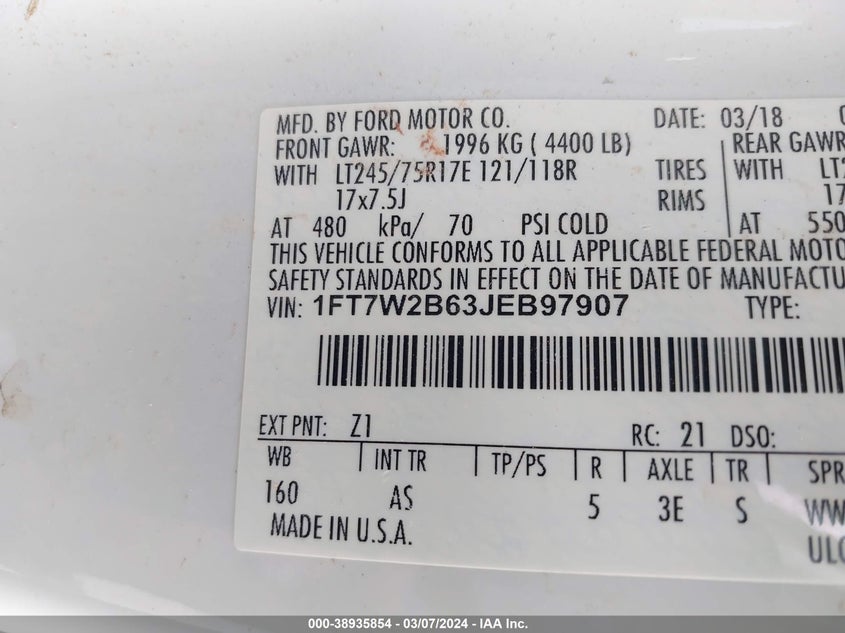 MFD. BY FORD MOTOR CO. DATE: 03/18
FRONT GAWR: 1996 KG ( 4400 LB) REAR GAWR
WITH LT245/75R17E 121/118R TIRES WITH
17x7.5J RIMS 17
AT 480 kPa/ 70 PSI COLD AT 550
THIS VEHICLE CONFORMS TO ALL APPLICABLE FEDERAL
SAFETY STANDARDS IN EFFECT ON THE DATE OF
VIN: 1FT7W2B63JEB97907 TYPE:
EXT PNT: Z1 RC: 21 DSO:
WB INT TR TP/PS R AXLE TR SPR
160 AS 5 3E S WW
MADE IN U.S.A.
000-38935854 - 03/07/2024 - IAA Inc.